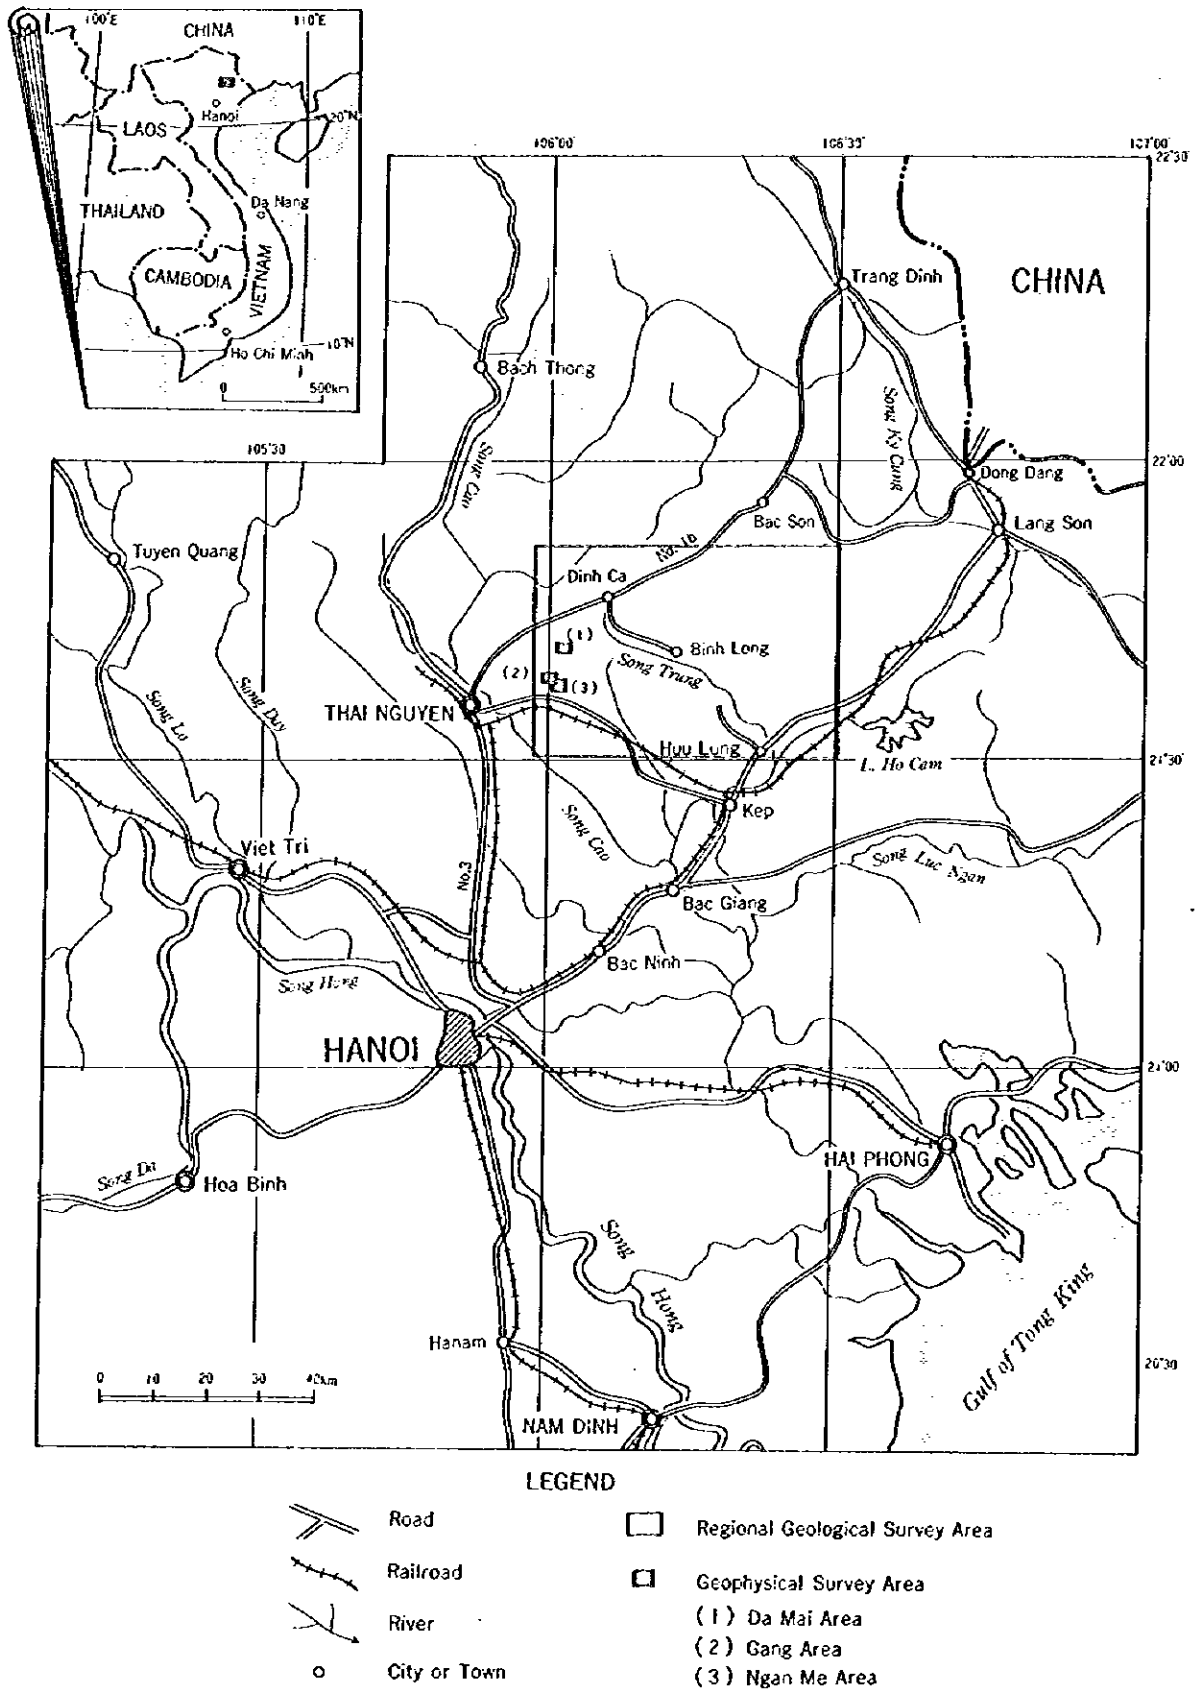 100°E
110°E
CHINA
Hanoi
20°N
LAOS
THAILAND
Da Nang
CAMBODIA
VIETNAM
Ho Chi Minh
10°N
0 500km
106°00'
106°30'
107°00'
22°30'
Trang Dinh
CHINA
Bach Thong
Song Cao
Song Ky Cung
105°30'
22°00'
Dong Dang
Bac Son
Lang Son
Tuyen Quang
No. 1b
Dinh Ca
(1)
Binh Long
Song Trung
(2)
(3)
Song Lo
Song Day
THAI NGUYEN
Huu Lung
L. Ho Cam
21°30'
Kep
Song Cao
Viet Tri
No.3
Song Luc Ngan
Bac Giang
Bac Ninh
Song Hong
HANOI
21°00'
HAI PHONG
Song Da
Hoa Binh
Song Hong
Gulf of Tong King
Hanam
20°30'
0 10 20 30 40km
NAM DINH
LEGEND
Road
Railroad
River
City or Town
Regional Geological Survey Area
Geophysical Survey Area
(1) Da Mai Area
(2) Gang Area
(3) Ngan Me Area